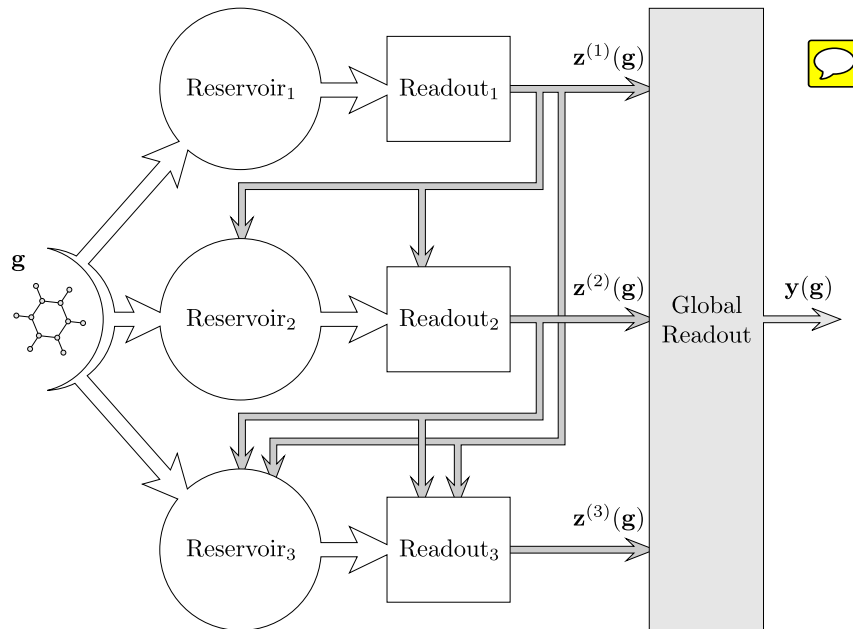 Reservoir₁
Readout₁
z⁽¹⁾(g)
g
Reservoir₂
Readout₂
z⁽²⁾(g)
Global
Readout
y(g)
Reservoir₃
Readout₃
z⁽³⁾(g)